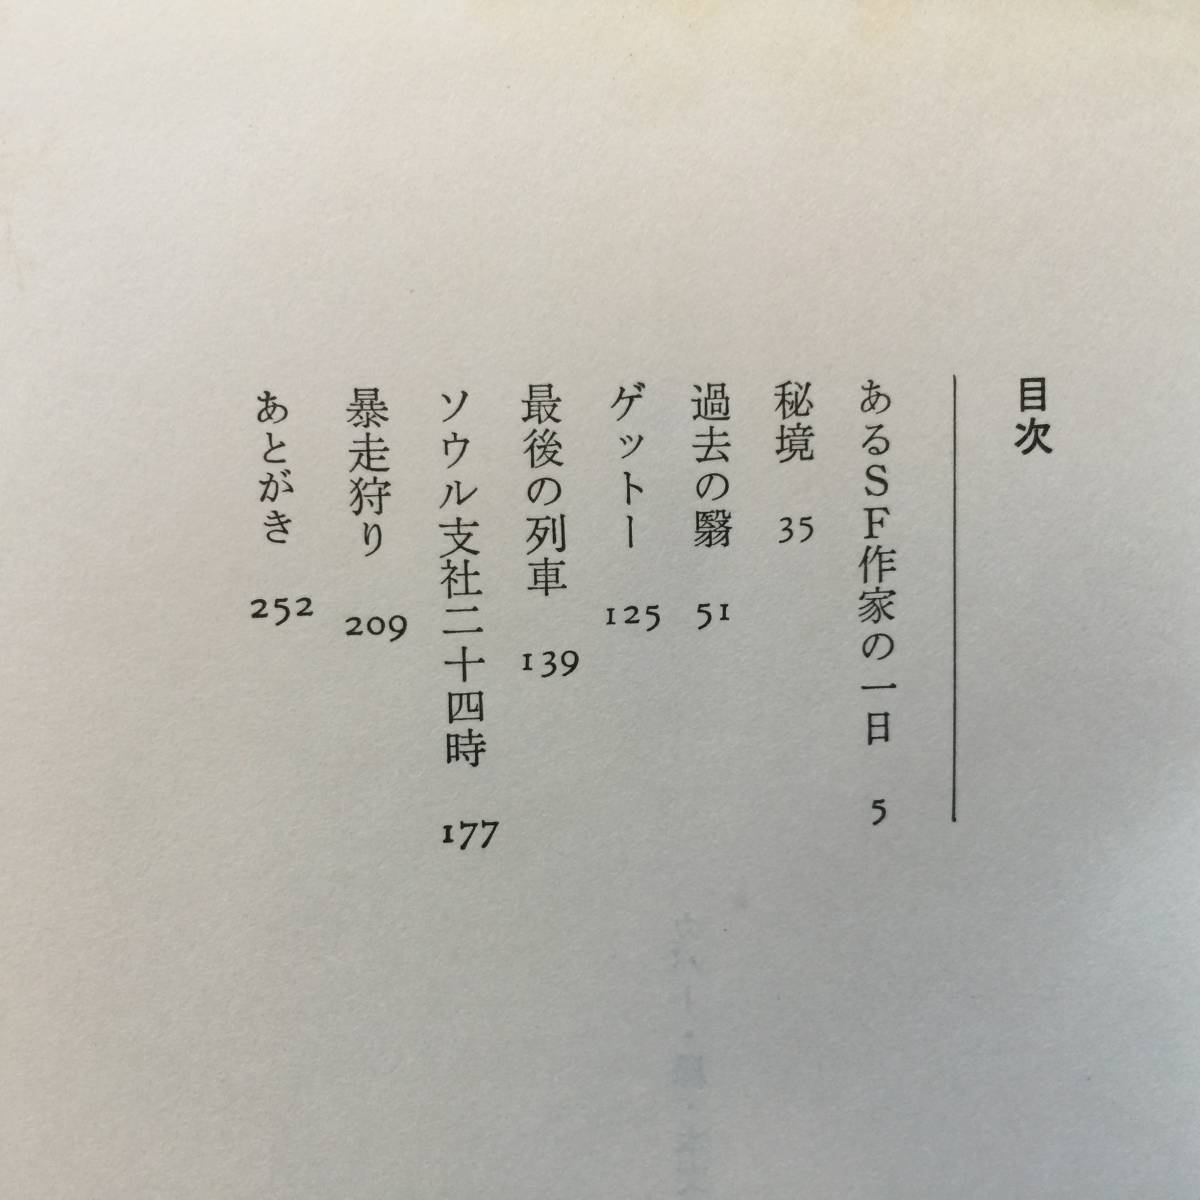 目次
あるSF作家の一日 5
秘境 35
過去の翳 51
ゲットー 125
最後の列車 139
ソウル支社二十四時 177
暴走狩り 209
あとがき 252